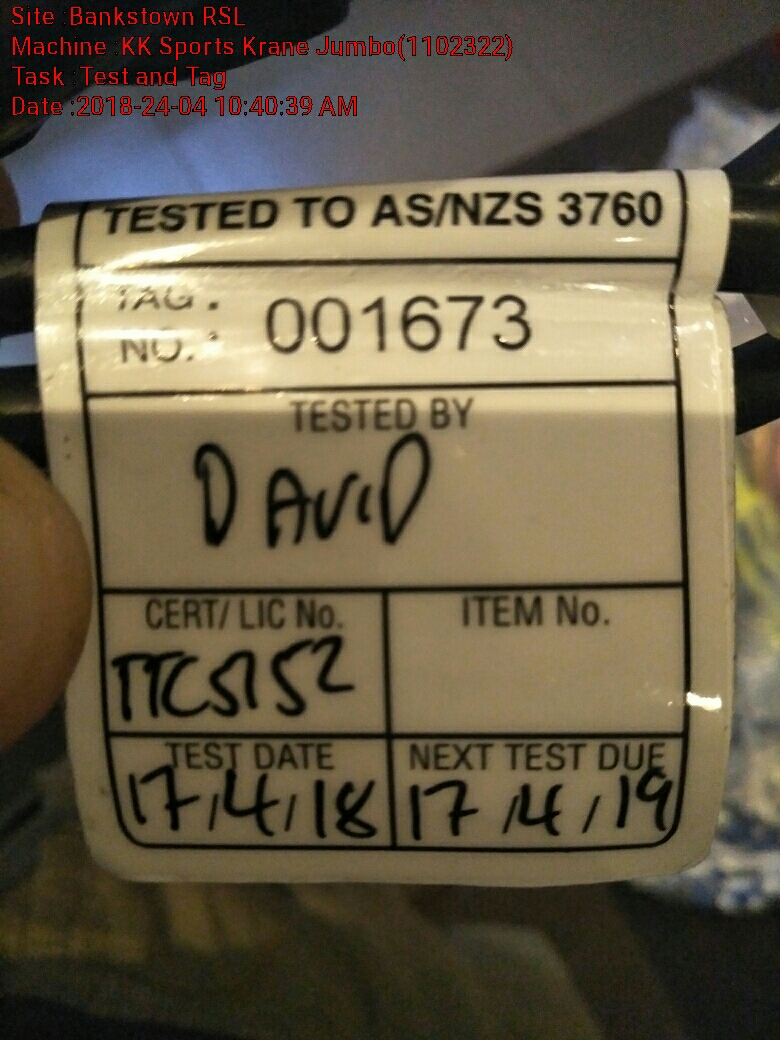 Site :Bankstown RSL
Machine :KK Sports Krane Jumbo(1102322)
Task :Test and Tag
Date :2018-24-04 10:40:39 AM
TESTED TO AS/NZS 3760
TAG :
NO. :
001673
TESTED BY
DAViD
CERT/ LIC No.
TTC5152
ITEM No.
TEST DATE
17/4/18
NEXT TEST DUE
17/4/19